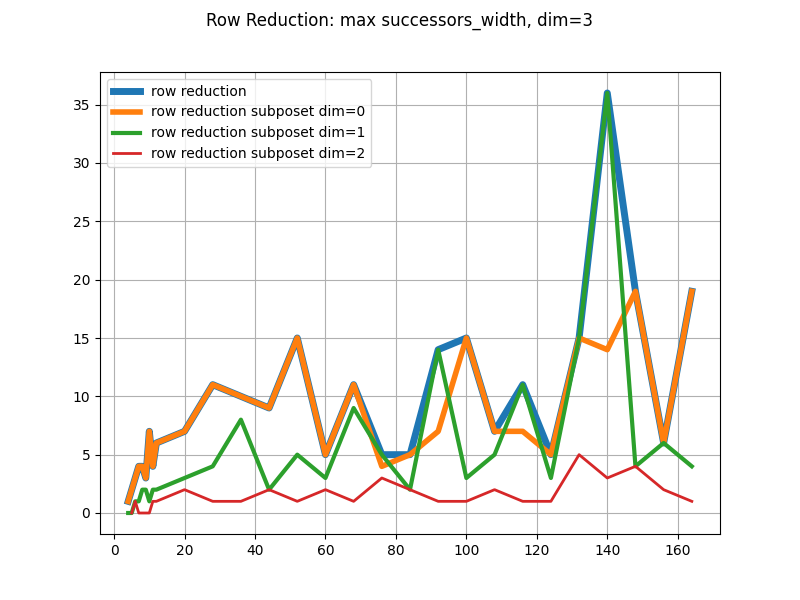 Row Reduction: max successors_width, dim=3
row reduction
row reduction subposet dim=0
row reduction subposet dim=1
row reduction subposet dim=2
35
30
25
20
15
10
5
0
0 20 40 60 80 100 120 140 160